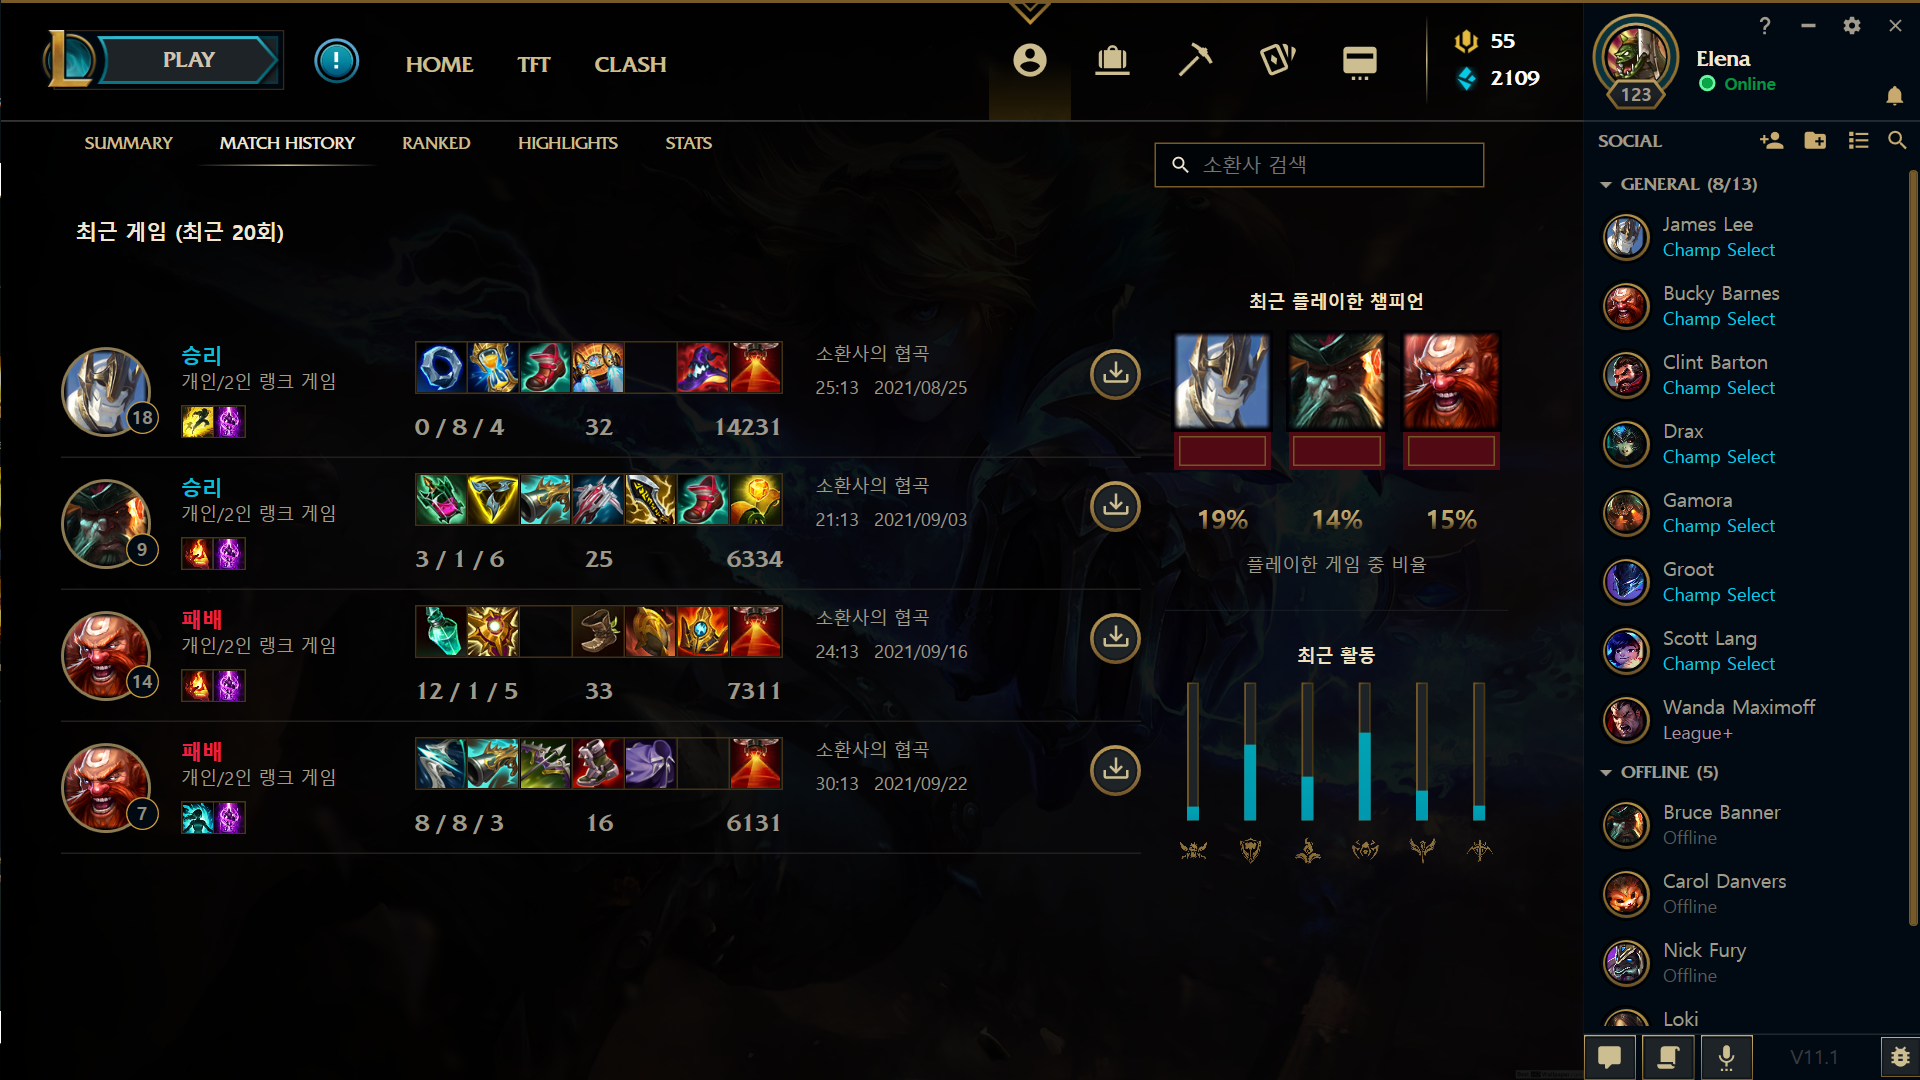 PLAY
HOME
TFT
CLASH
55
2109
Elena
Online
123
SUMMARY
MATCH HISTORY
RANKED
HIGHLIGHTS
STATS
소환사 검색
최근 게임 (최근 20회)
18
승리
개인/2인 랭크 게임
0 / 8 / 4
32
14231
소환사의 협곡
25:13 2021/08/25
9
승리
개인/2인 랭크 게임
3 / 1 / 6
25
6334
소환사의 협곡
21:13 2021/09/03
14
패배
개인/2인 랭크 게임
12 / 1 / 5
33
7311
소환사의 협곡
24:13 2021/09/16
7
패배
개인/2인 랭크 게임
8 / 8 / 3
16
6131
소환사의 협곡
30:13 2021/09/22
최근 플레이한 챔피언
19%
14%
15%
플레이한 게임 중 비율
최근 활동
SOCIAL
GENERAL (8/13)
James Lee
Champ Select
Bucky Barnes
Champ Select
Clint Barton
Champ Select
Drax
Champ Select
Gamora
Champ Select
Groot
Champ Select
Scott Lang
Champ Select
Wanda Maximoff
League+
OFFLINE (5)
Bruce Banner
Offline
Carol Danvers
Offline
Nick Fury
Offline
Loki
V11.1